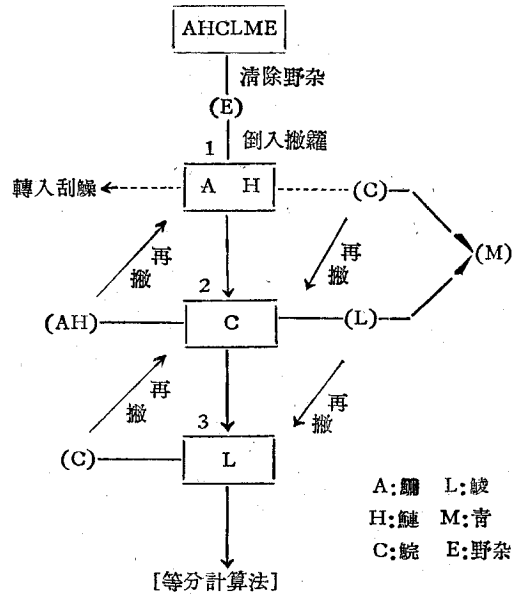 AHCLME
清除野杂
(E)
倒入撇籮
1
轉入刮鱢
A H
(C)
再撇
再撇
(M)
2
(AH)
C
(L)
再撇
再撇
3
(C)
L
A:鱅 L:鯪
H:鰱 M:青
C:鯇 E:野杂
[等分計算法]